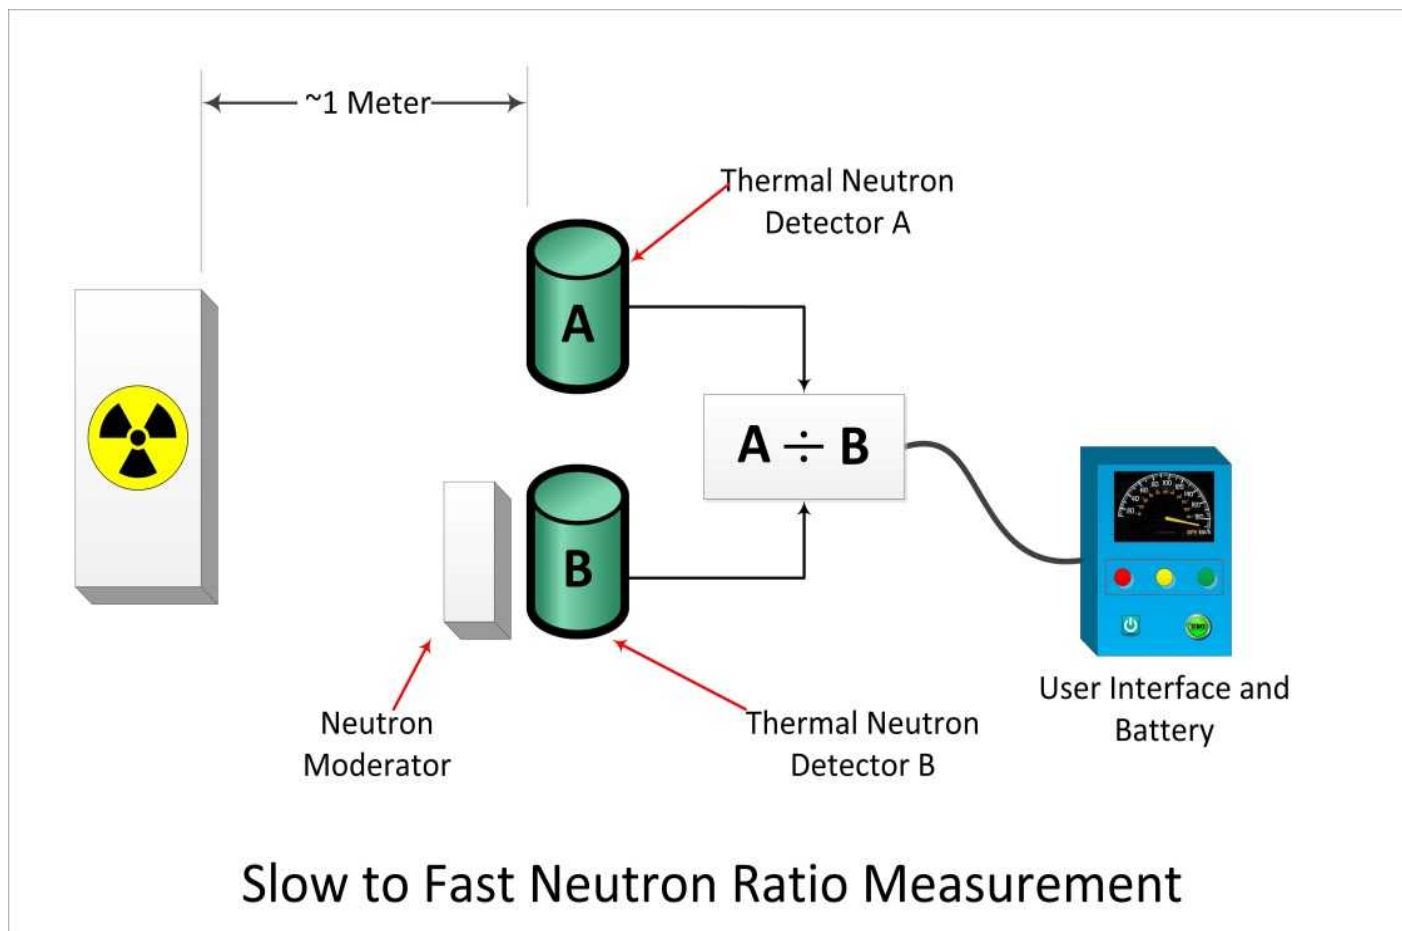 ~1 Meter
Thermal Neutron
Detector A
A
A ÷ B
B
User Interface and
Battery
Neutron
Moderator
Thermal Neutron
Detector B
Slow to Fast Neutron Ratio Measurement